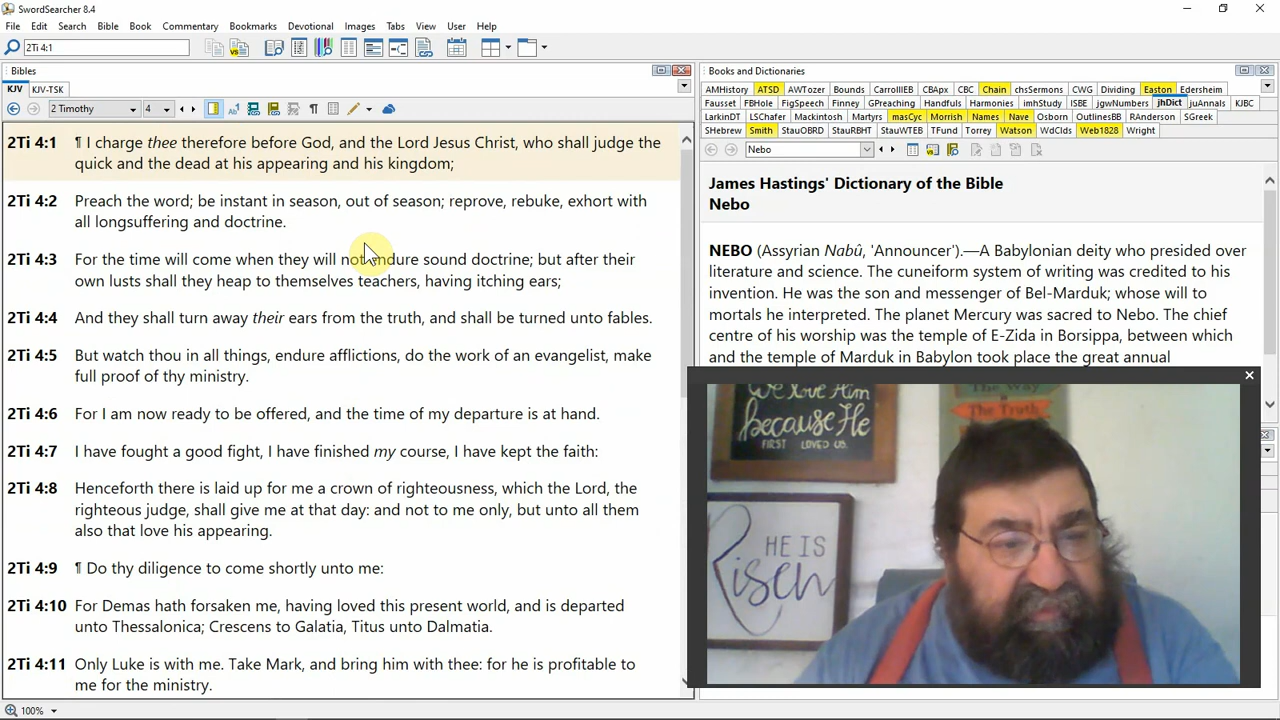 SwordSearcher 8.4
File Edit Search Bible Book Commentary Bookmarks Devotional Images Tabs View User Help
2Ti 4:1
Bibles
KJV KJV-TSK
2 Timothy 4
2Ti 4:1 ¶ I charge thee therefore before God, and the Lord Jesus Christ, who shall judge the
quick and the dead at his appearing and his kingdom;
2Ti 4:2 Preach the word; be instant in season, out of season; reprove, rebuke, exhort with
all longsuffering and doctrine.
2Ti 4:3 For the time will come when they will not endure sound doctrine; but after their
own lusts shall they heap to themselves teachers, having itching ears;
2Ti 4:4 And they shall turn away their ears from the truth, and shall be turned unto fables.
2Ti 4:5 But watch thou in all things, endure afflictions, do the work of an evangelist, make
full proof of thy ministry.
2Ti 4:6 For I am now ready to be offered, and the time of my departure is at hand.
2Ti 4:7 I have fought a good fight, I have finished my course, I have kept the faith:
2Ti 4:8 Henceforth there is laid up for me a crown of righteousness, which the Lord, the
righteous judge, shall give me at that day: and not to me only, but unto all them
also that love his appearing.
2Ti 4:9 ¶ Do thy diligence to come shortly unto me:
2Ti 4:10 For Demas hath forsaken me, having loved this present world, and is departed
unto Thessalonica; Crescens to Galatia, Titus unto Dalmatia.
2Ti 4:11 Only Luke is with me. Take Mark, and bring him with thee: for he is profitable to
me for the ministry.
100%
Books and Dictionaries
AMHistory ATSD AWTozer Bounds CarrollIEB CBApx CBC Chain chsSermons CWG Dividing Easton Edersheim
Fausset FBHole FigSpeech Finney GPreaching Handfuls Harmonies imhStudy ISBE jgwNumbers jhDict juAnnals KJBC
LarkinDT LSChafer Mackintosh Martyrs masCyc Morrish Names Nave Osborn OutlinesBB RAnderson SGreek
SHebrew Smith StauOBRD StauRBHT StauWTEB TFund Torrey Watson WdClds Web1828 Wright
Nebo
James Hastings' Dictionary of the Bible
Nebo
NEBO (Assyrian Nabû, 'Announcer').—A Babylonian deity who presided over
literature and science. The cuneiform system of writing was credited to his
invention. He was the son and messenger of Bel-Marduk; whose will to
mortals he interpreted. The planet Mercury was sacred to Nebo. The chief
centre of his worship was the temple of E-Zida in Borsippa, between which
and the temple of Marduk in Babylon took place the great annual
We love Him
because He
FIRST LOVED US.
The Way
The Truth
HE IS
Risen